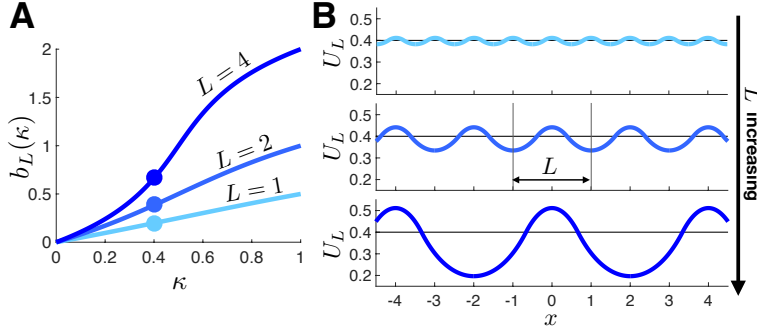 A
2
1.5
1
0.5
0
b_L(κ)
L = 4
L = 2
L = 1
0 0.2 0.4 0.6 0.8 1
κ
B
0.5
0.4
0.3
0.2
U_L
0.5
0.4
0.3
0.2
U_L
L
0.5
0.4
0.3
0.2
U_L
-4 -3 -2 -1 0 1 2 3 4
x
L increasing